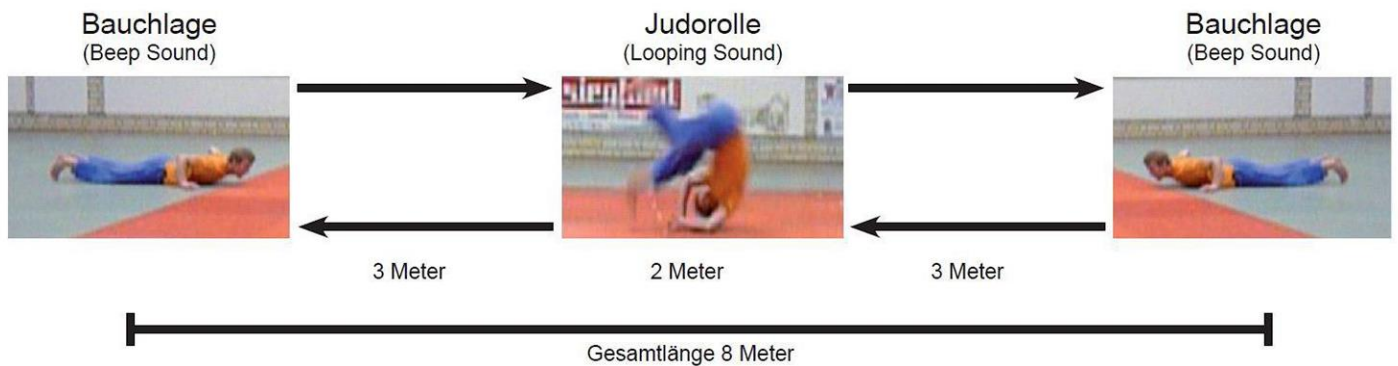 Bauchlage
(Beep Sound)
Judorolle
(Looping Sound)
Bauchlage
(Beep Sound)
3 Meter
2 Meter
3 Meter
Gesamtlänge 8 Meter